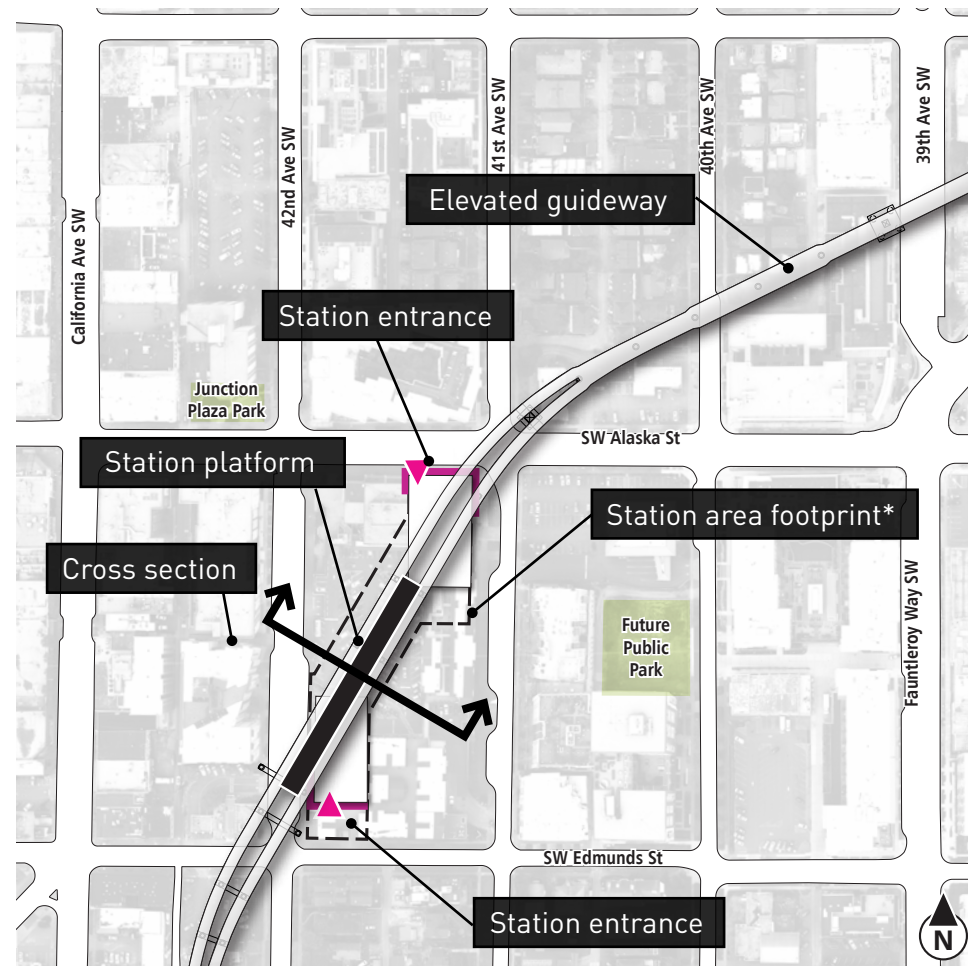 41st Ave SW
40th Ave SW
39th Ave SW
42nd Ave SW
California Ave SW
Elevated guideway
Station entrance
Junction
Plaza Park
SW Alaska St
Station platform
Station area footprint*
Cross section
Future
Public
Park
Fauntleroy Way SW
SW Edmunds St
Station entrance
N